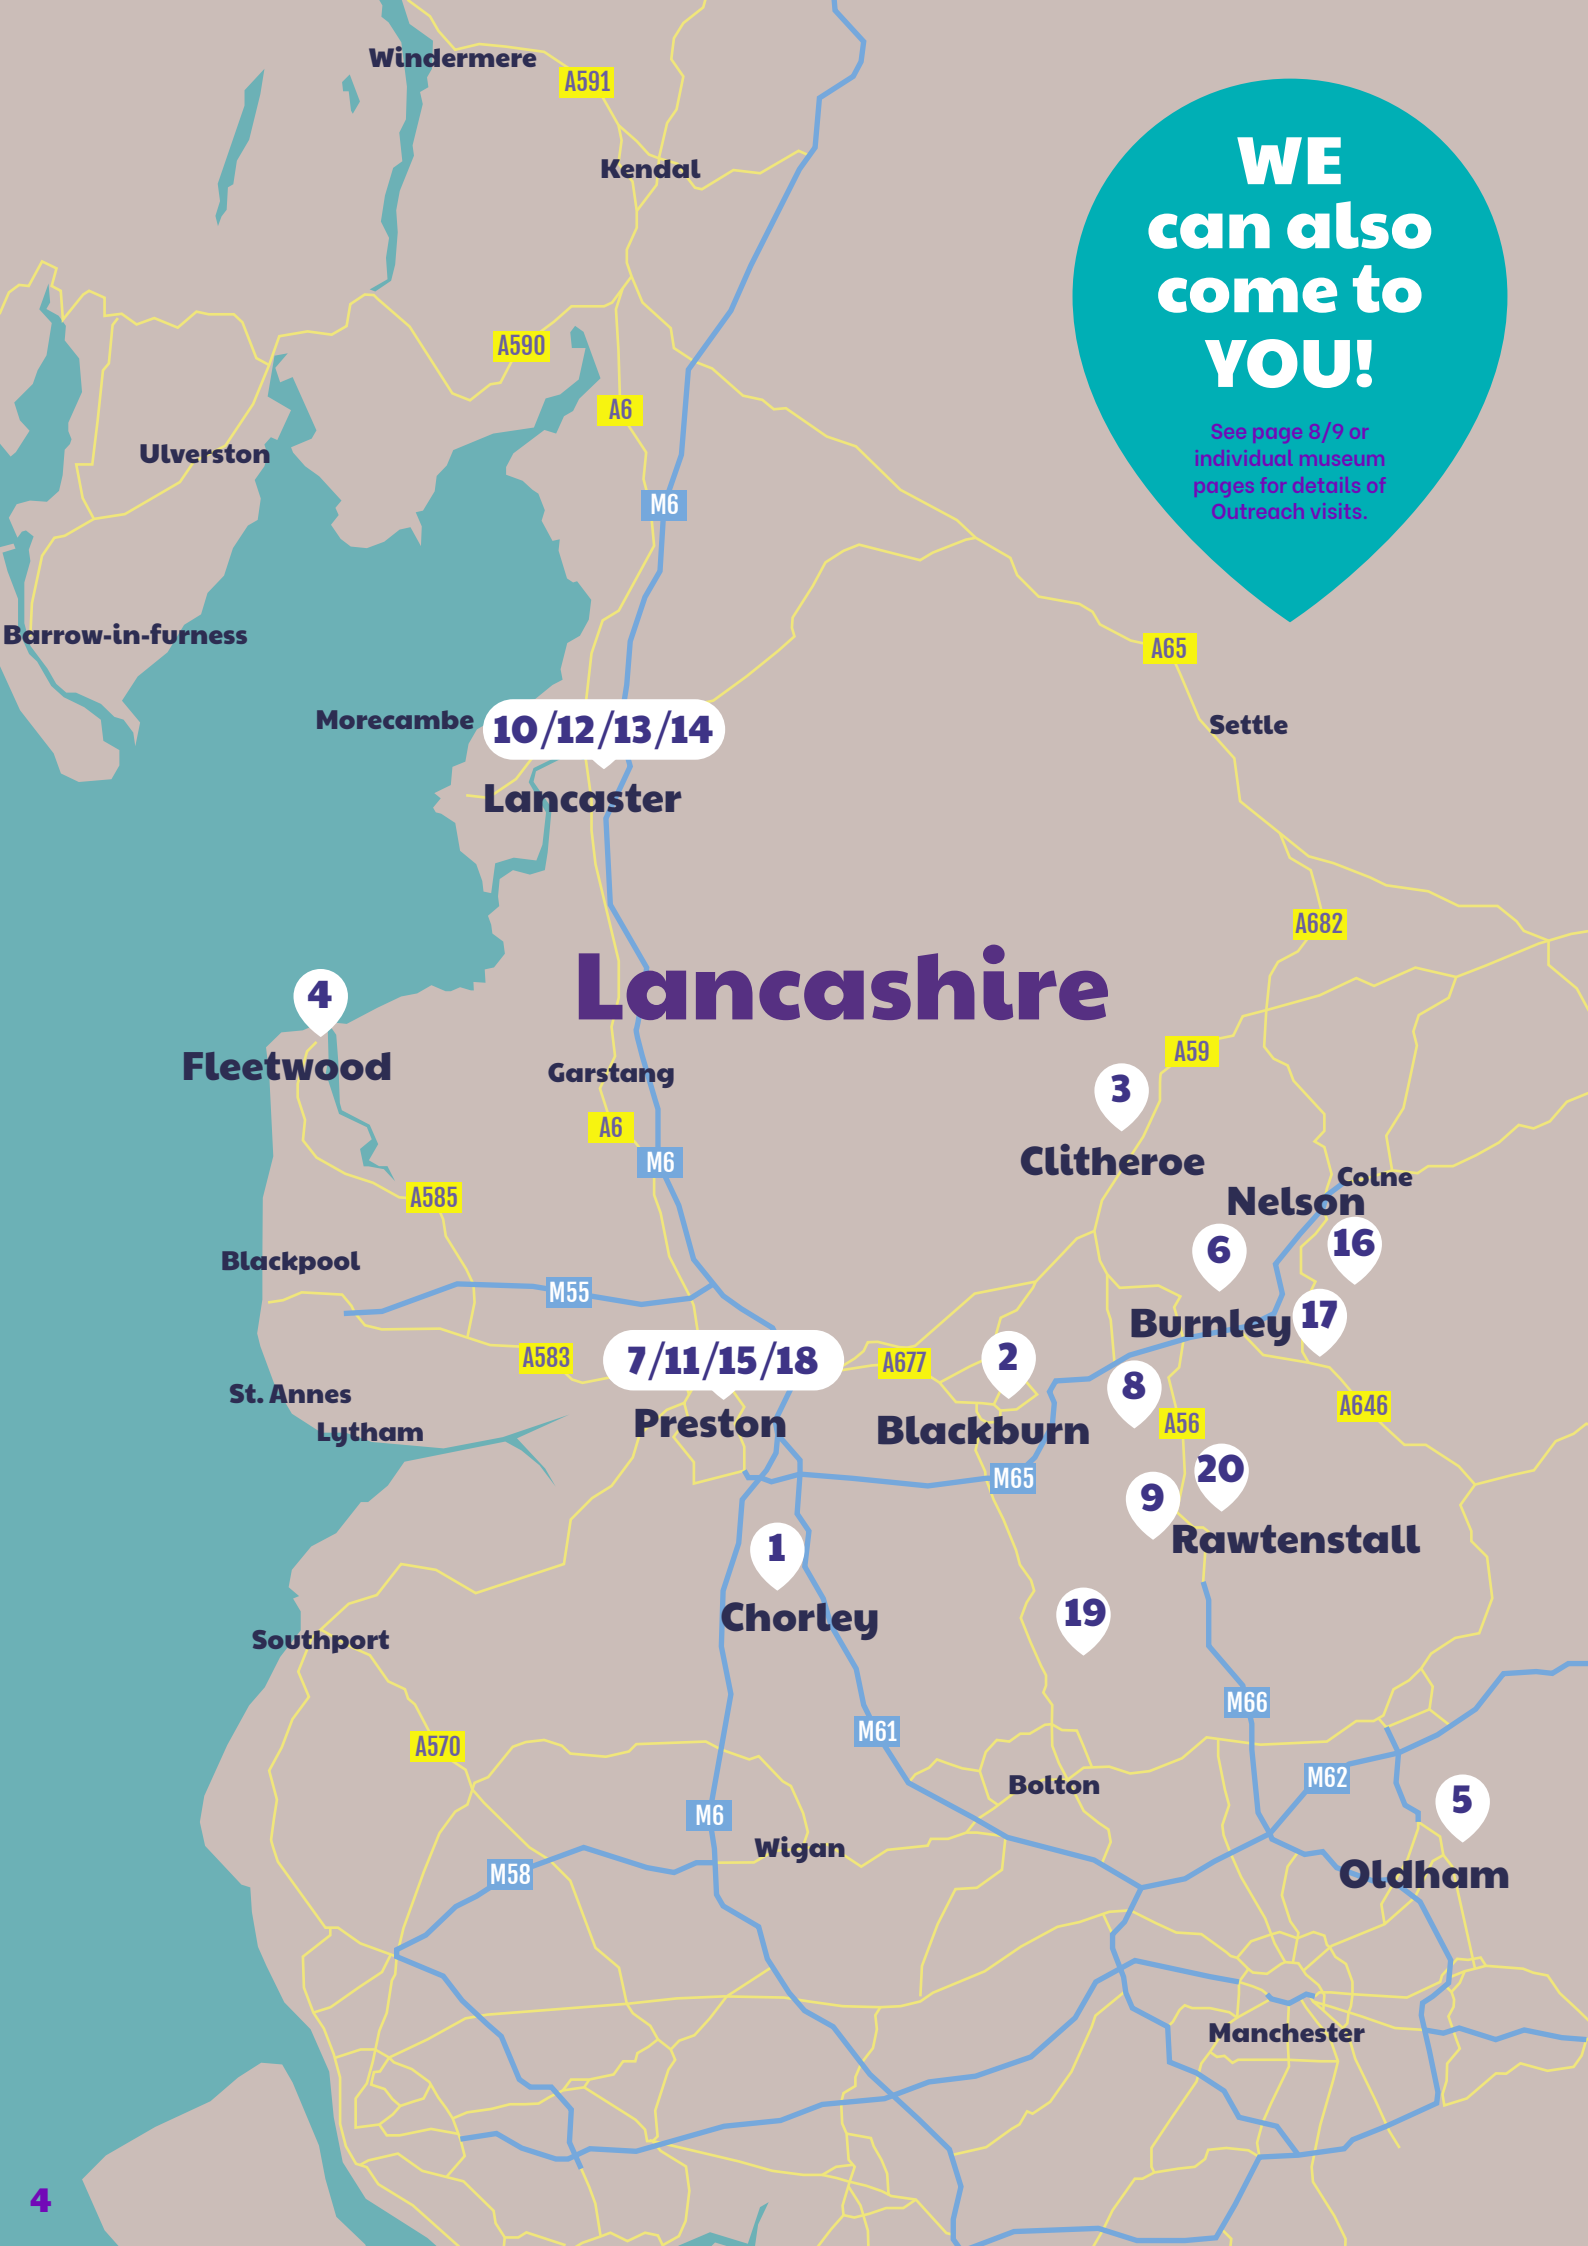 Windermere
A591
WE
can also
come to
YOU!
Kendal
A590
A6
See page 8/9 or
individual museum
pages for details of
Outreach visits.
Ulverston
M6
Barrow-in-furness
A65
Morecambe
10/12/13/14
Settle
Lancaster
A682
Lancashire
4
Fleetwood
A59
Garstang
3
A6
M6
Clitheroe
Colne
A585
Nelson
Blackpool
6
16
M55
Burnley
17
A583
7/11/15/18
A677
2
8
St. Annes
A646
Lytham
Preston
Blackburn
A56
M65
20
9
Rawtenstall
1
Chorley
19
Southport
M66
M61
A570
Bolton
M62
5
M6
Wigan
M58
Oldham
Manchester
4